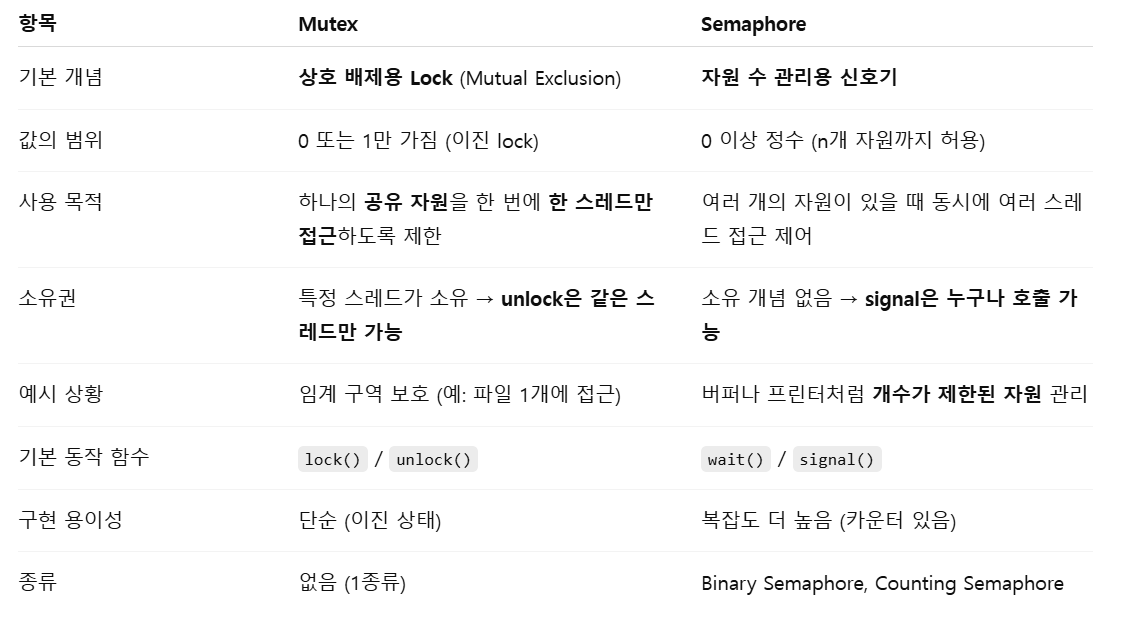 항목 Mutex Semaphore
기본 개념 상호 배제용 Lock (Mutual Exclusion) 자원 수 관리용 신호기
값의 범위 0 또는 1만 가짐 (이진 lock) 0 이상 정수 (n개 자원까지 허용)
사용 목적 하나의 공유 자원을 한 번에 한 스레드만 여러 개의 자원이 있을 때 동시에 여러 스레
접근하도록 제한 드 접근 제어
소유권 특정 스레드가 소유 → unlock은 같은 스 소유 개념 없음 → signal은 누구나 호출 가
레드만 가능 능
예시 상황 임계 구역 보호 (예: 파일 1개에 접근) 버퍼나 프린터처럼 개수가 제한된 자원 관리
기본 동작 함수 lock() / unlock() wait() / signal()
구현 용이성 단순 (이진 상태) 복잡도 더 높음 (카운터 있음)
종류 없음 (1종류) Binary Semaphore, Counting Semaphore